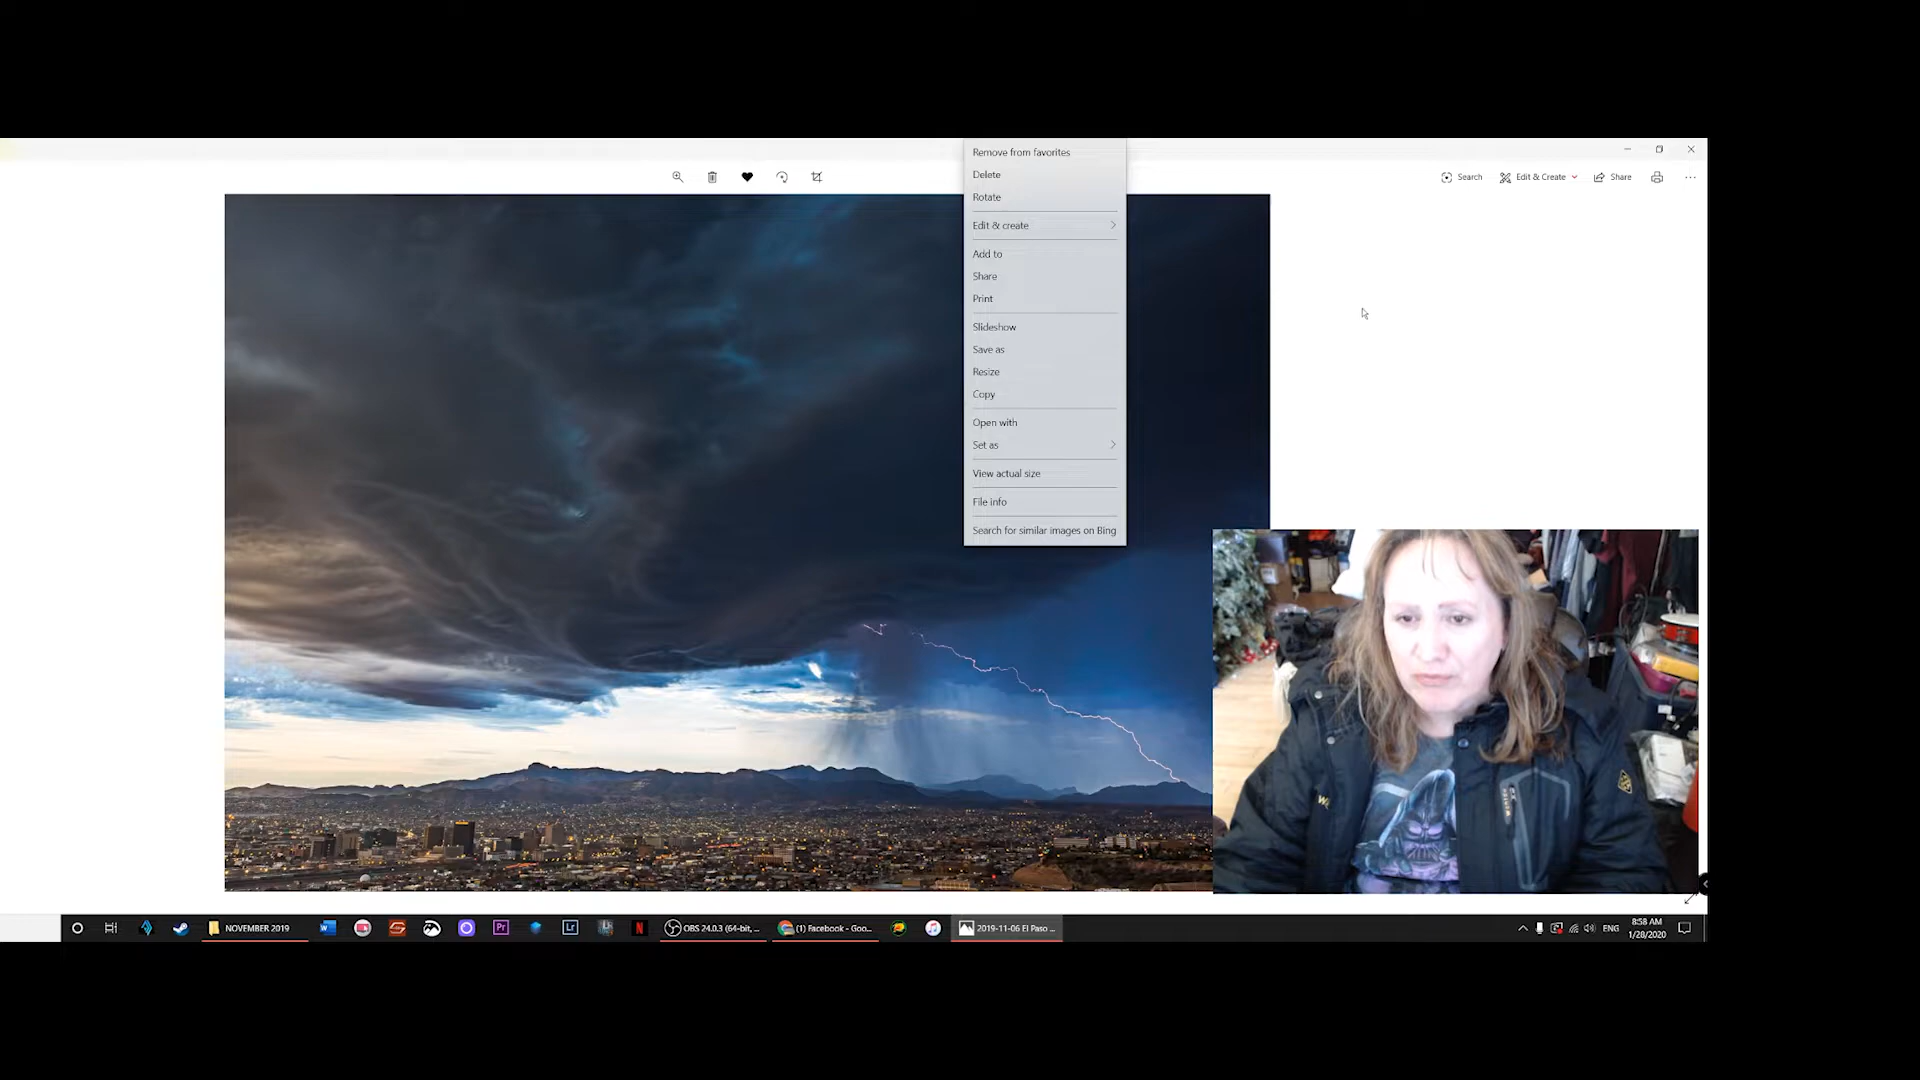 Remove from favorites
Delete
Rotate
Edit & create
Add to
Share
Print
Slideshow
Save as
Resize
Copy
Open with
Set as
View actual size
File info
Search for similar images on Bing
Search
Edit & Create
Share
NOVEMBER 2019
Pr
Lr
N
OBS 24.0.3 (64-bit, ...
(1) Facebook - Goo...
2019-11-06 El Paso ...
ENG
8:58 AM
1/28/2020